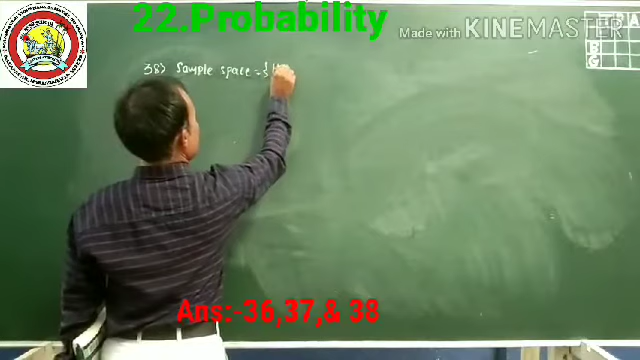 22.Probability
Made with KINEMASTER
B
G
38) Sample space = {
Ans:-36,37,& 38